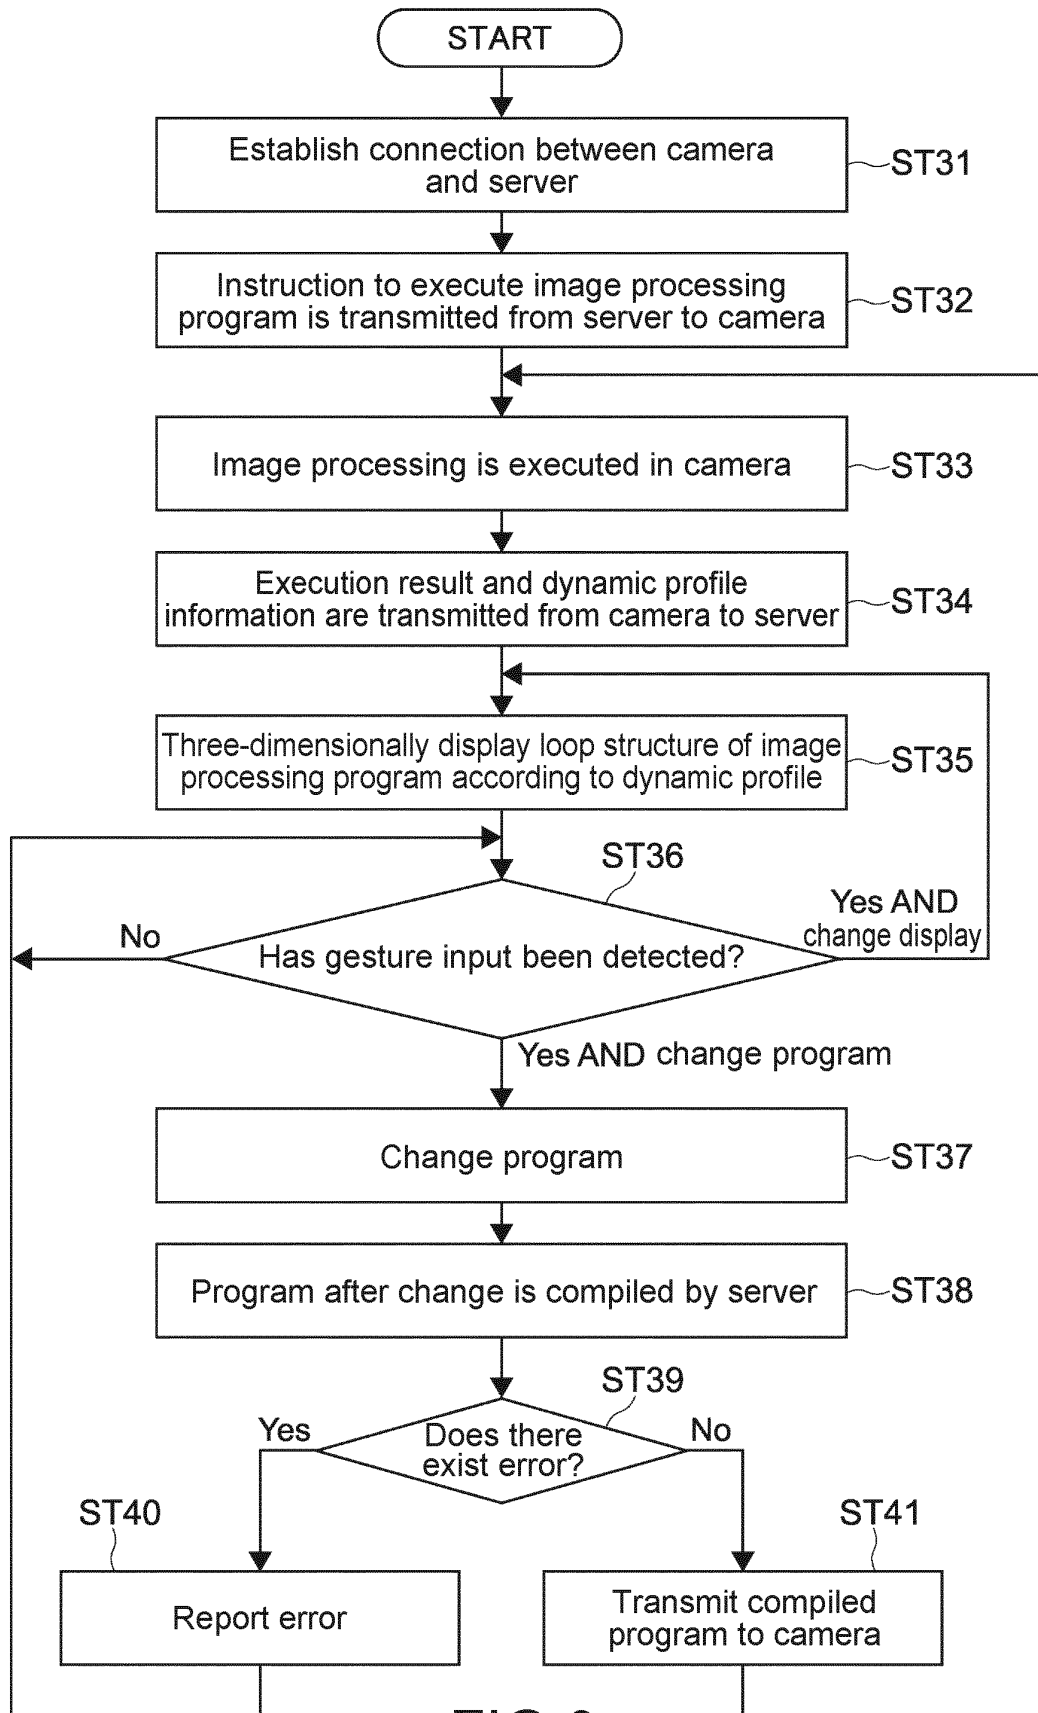 START
Establish connection between camera
and server
ST31
Instruction to execute image processing
program is transmitted from server to camera
ST32
Image processing is executed in camera
ST33
Execution result and dynamic profile
information are transmitted from camera to server
ST34
Three-dimensionally display loop structure of image
processing program according to dynamic profile
ST35
ST36
Has gesture input been detected?
No
Yes AND
change display
Yes AND change program
Change program
ST37
Program after change is compiled by server
ST38
ST39
Does there
exist error?
Yes
No
ST40
Report error
ST41
Transmit compiled
program to camera